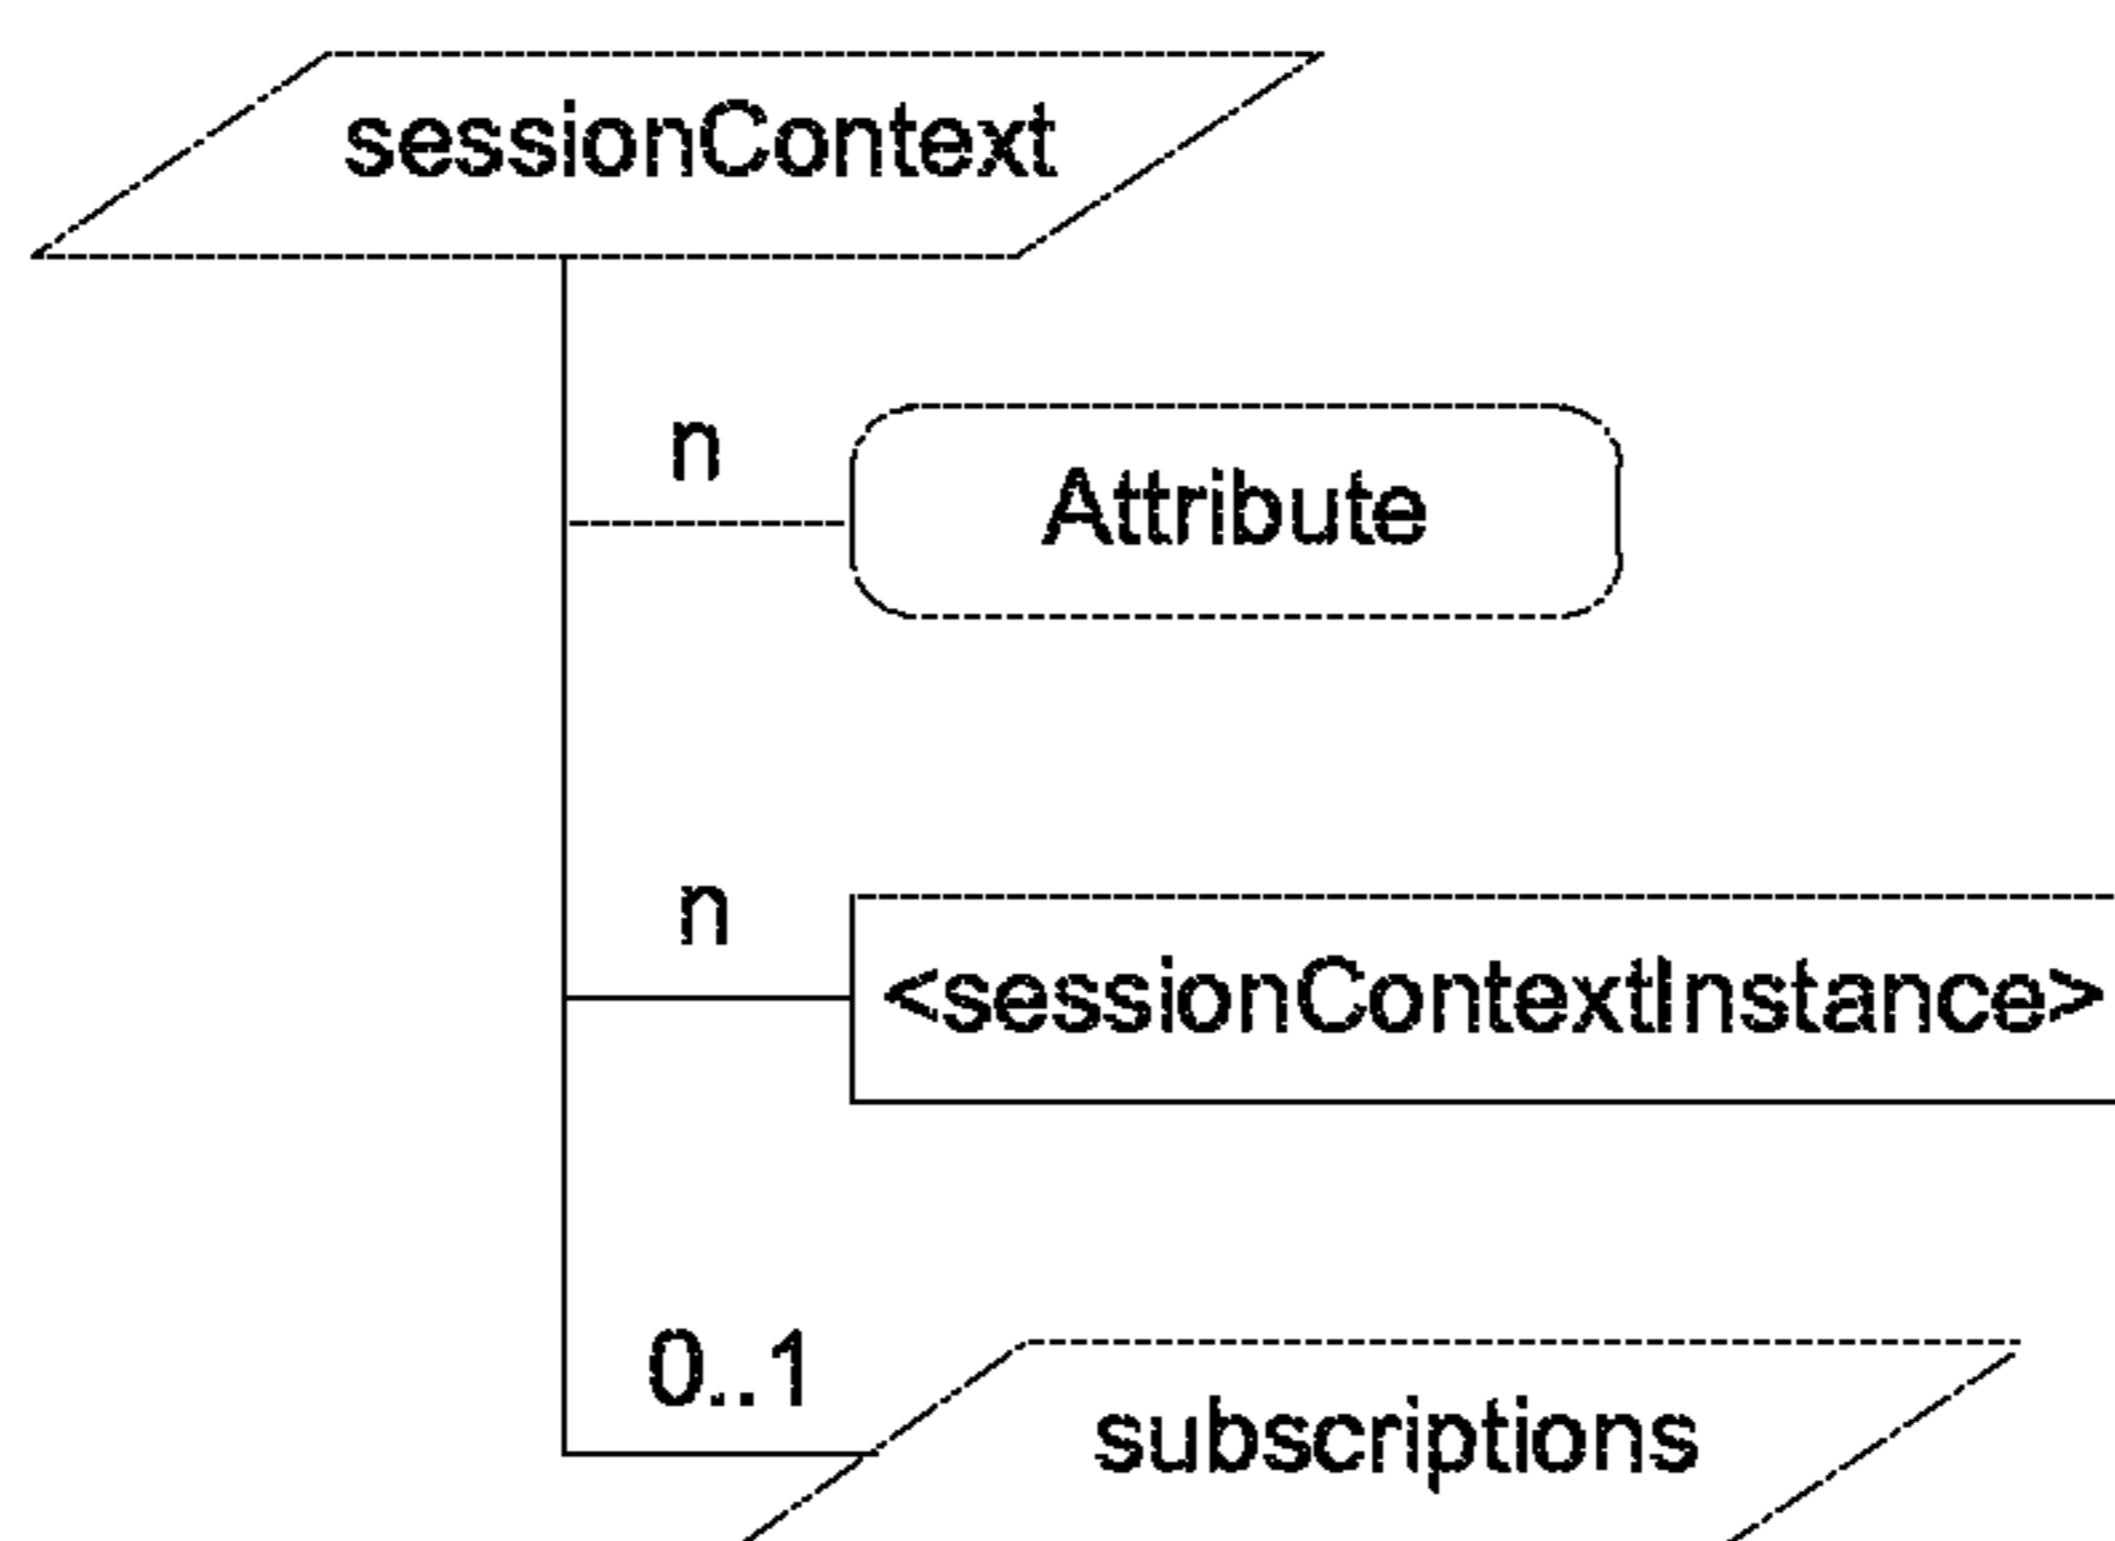 sessionContext
n
Attribute
n
<sessionContextInstance>
0..1
subscriptions